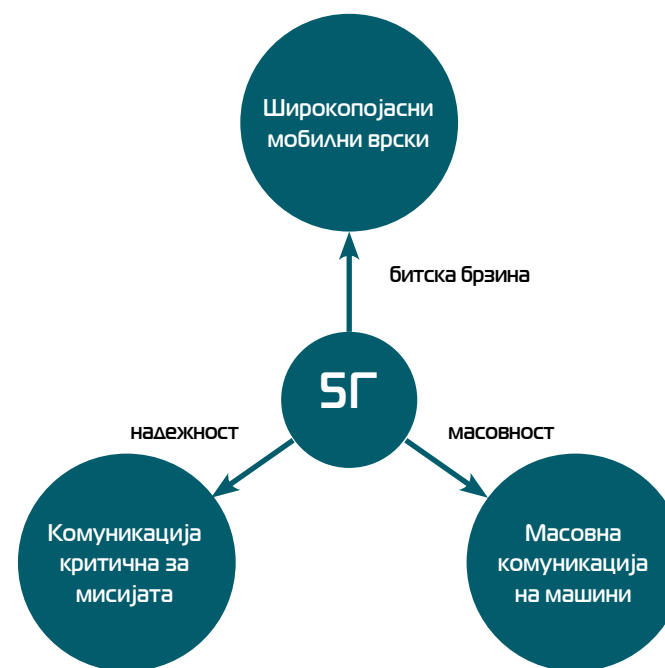 Широкопојасни
мобилни врски
битска брзина
5Г
надежност
масовност
Комуникација
критична за
мисијата
Масовна
комуникација
на машини